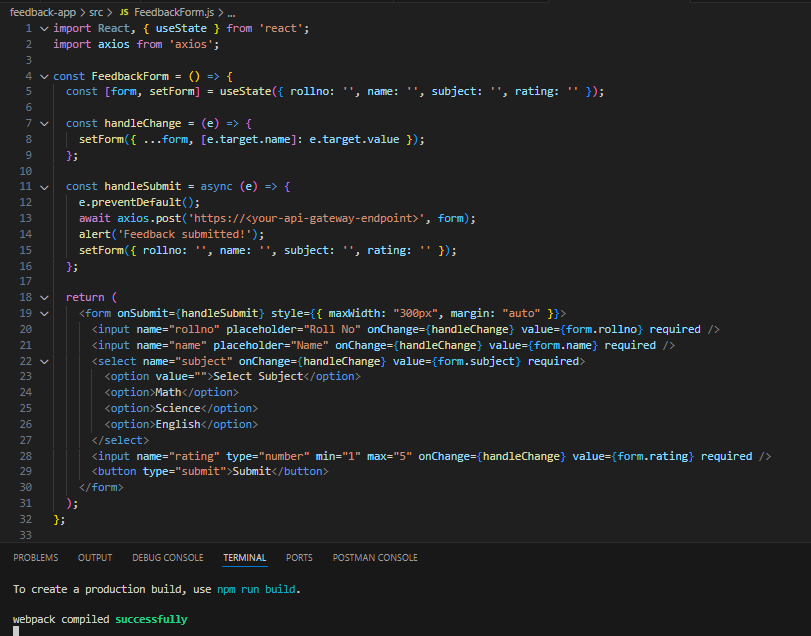 feedback-app > src > JS FeedbackForm.js > ...
1 import React, { useState } from 'react';
2 import axios from 'axios';
3
4 const FeedbackForm = () => {
5 const [form, setForm] = useState({ rollno: '', name: '', subject: '', rating: '' });
6
7 const handleChange = (e) => {
8 setForm({ ...form, [e.target.name]: e.target.value });
9 };
10
11 const handleSubmit = async (e) => {
12 e.preventDefault();
13 await axios.post('https://<your-api-gateway-endpoint>', form);
14 alert('Feedback submitted!');
15 setForm({ rollno: '', name: '', subject: '', rating: '' });
16 };
17
18 return (
19 <form onSubmit={handleSubmit} style={{ maxWidth: "300px", margin: "auto" }}>
20 <input name="rollno" placeholder="Roll No" onChange={handleChange} value={form.rollno} required />
21 <input name="name" placeholder="Name" onChange={handleChange} value={form.name} required />
22 <select name="subject" onChange={handleChange} value={form.subject} required>
23 <option value="">Select Subject</option>
24 <option>Math</option>
25 <option>Science</option>
26 <option>English</option>
27 </select>
28 <input name="rating" type="number" min="1" max="5" onChange={handleChange} value={form.rating} required />
29 <button type="submit">Submit</button>
30 </form>
31 );
32 };
33
PROBLEMS OUTPUT DEBUG CONSOLE TERMINAL PORTS POSTMAN CONSOLE
To create a production build, use npm run build.
webpack compiled successfully